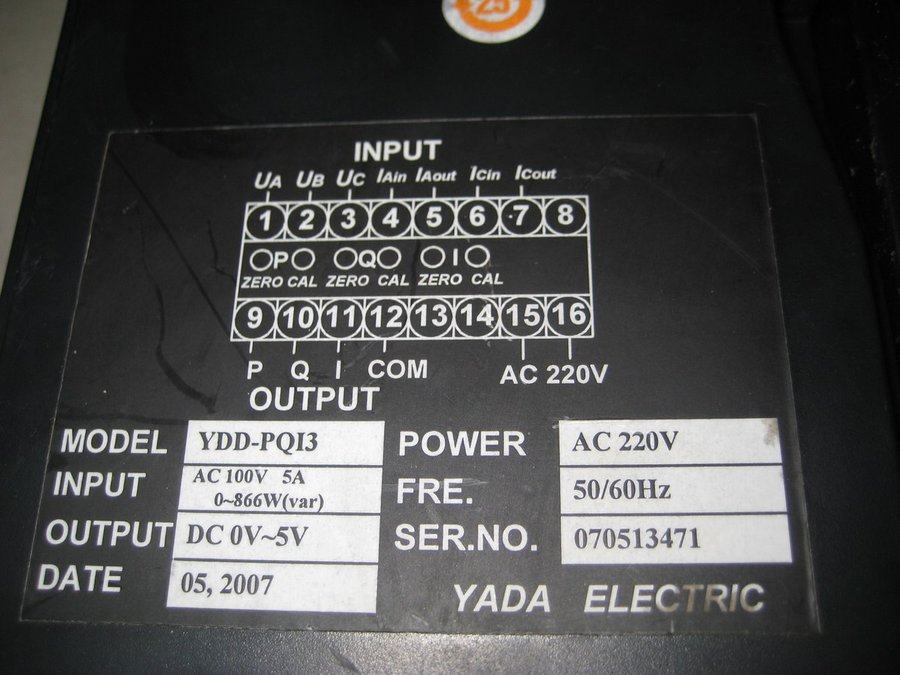 25
INPUT
UA UB UC IAin IAout ICin ICout
1 2 3 4 5 6 7 8
P Q I
ZERO CAL ZERO CAL ZERO CAL
9 10 11 12 13 14 15 16
P Q I COM AC 220V
OUTPUT
MODEL YDD-PQI3 POWER AC 220V
INPUT AC 100V 5A
0~866W(var)
FRE. 50/60Hz
OUTPUT DC 0V~5V SER.NO. 070513471
DATE 05, 2007
YADA ELECTRIC